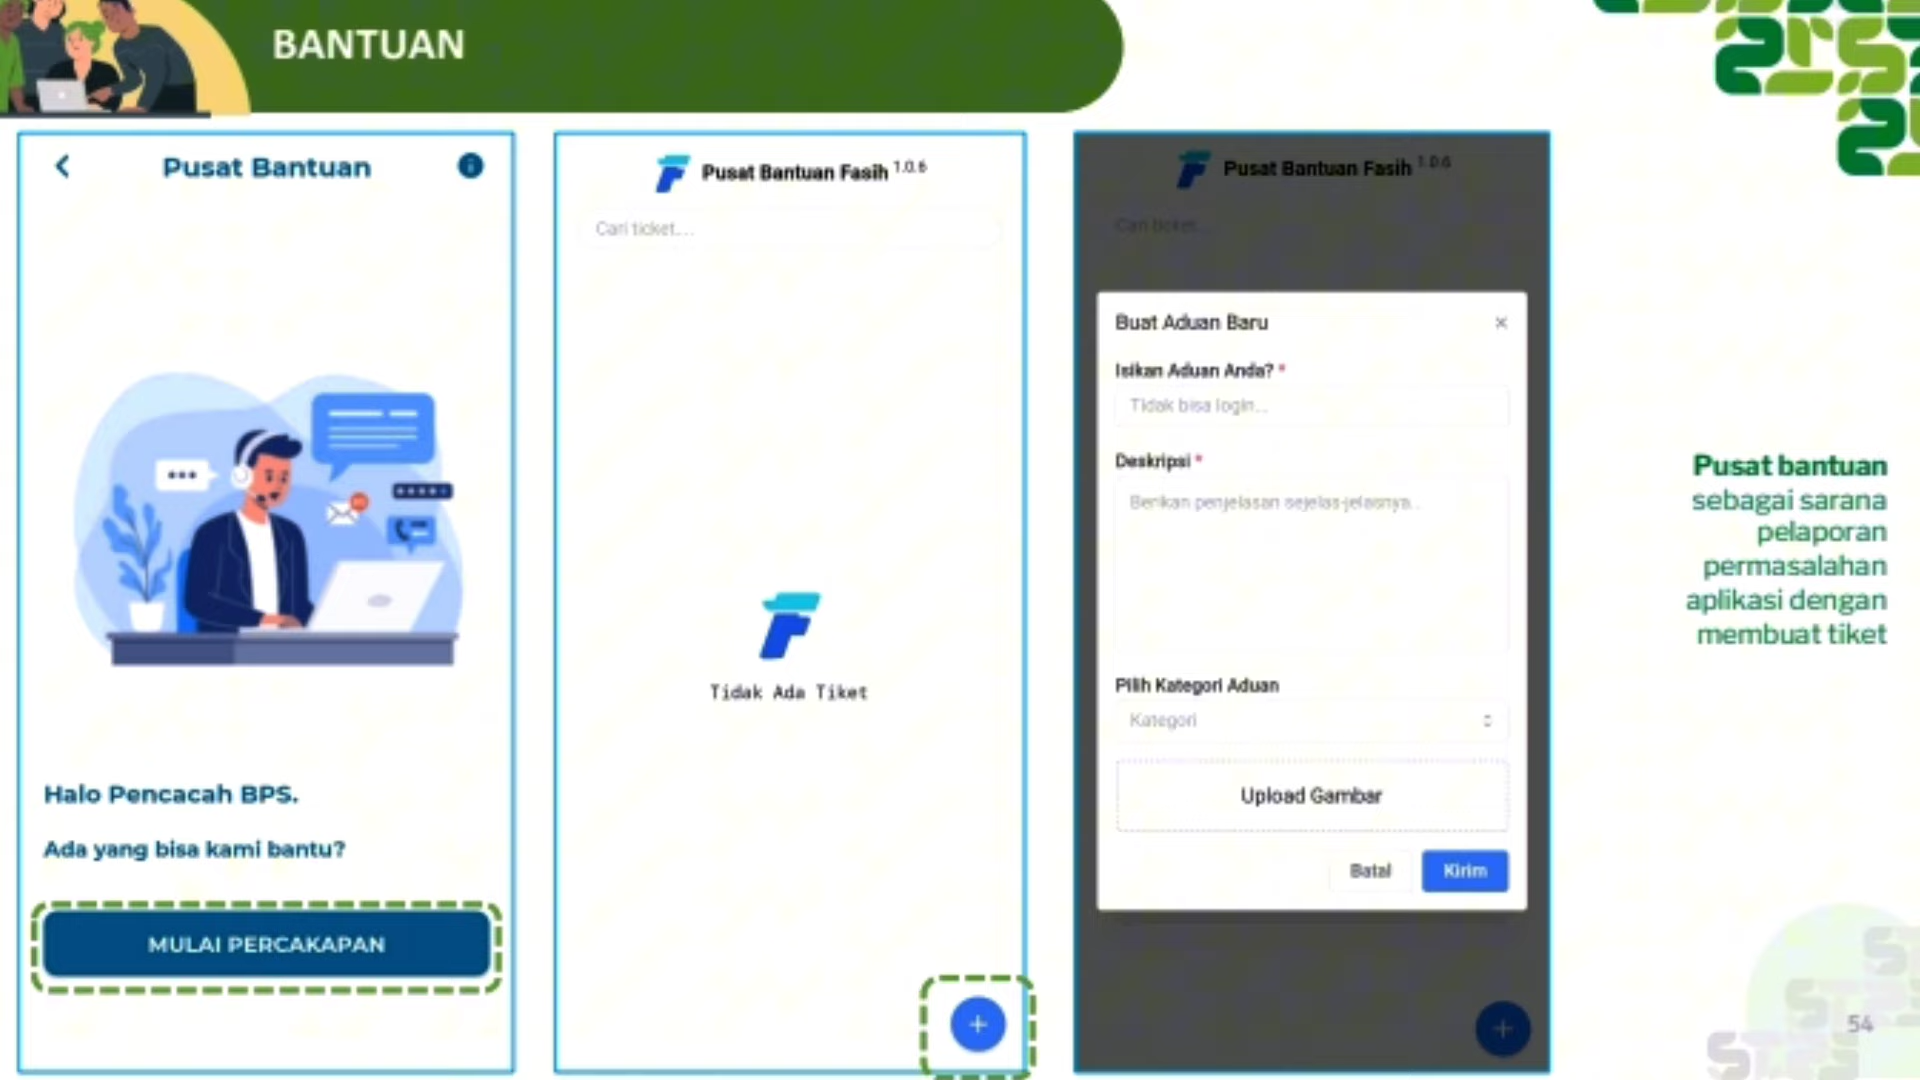 BANTUAN
Pusat Bantuan
Halo Pencacah BPS.
Ada yang bisa kami bantu?
MULAI PERCAKAPAN
Pusat Bantuan Fasih 1.0.6
Cari ticket...
Tidak Ada Tiket
+
Pusat Bantuan Fasih 1.0.6
Cari ticket...
Buat Aduan Baru ×
Isikan Aduan Anda? *
Tidak bisa login...
Deskripsi *
Berikan penjelasan sejelas-jelasnya...
Pilih Kategori Aduan
Kategori
Upload Gambar
Batal Kirim
+
Pusat bantuan
sebagai sarana
pelaporan
permasalahan
aplikasi dengan
membuat tiket
54